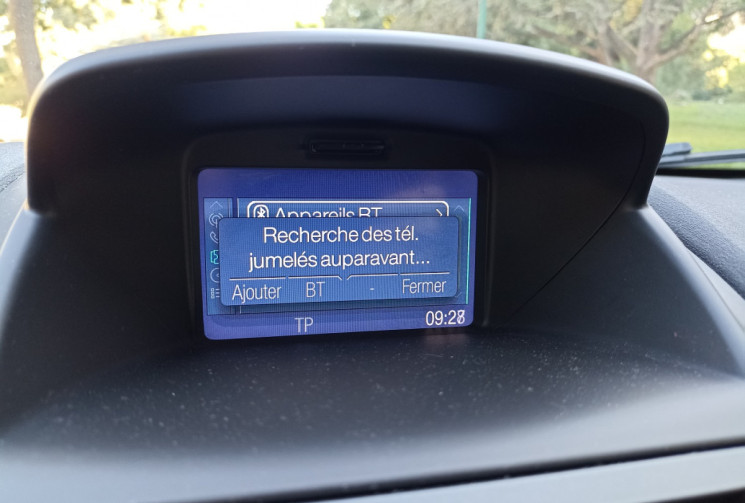 Appareils BT
Recherche des tél.
jumelés auparavant...
Ajouter BT - Fermer
TP 09:28